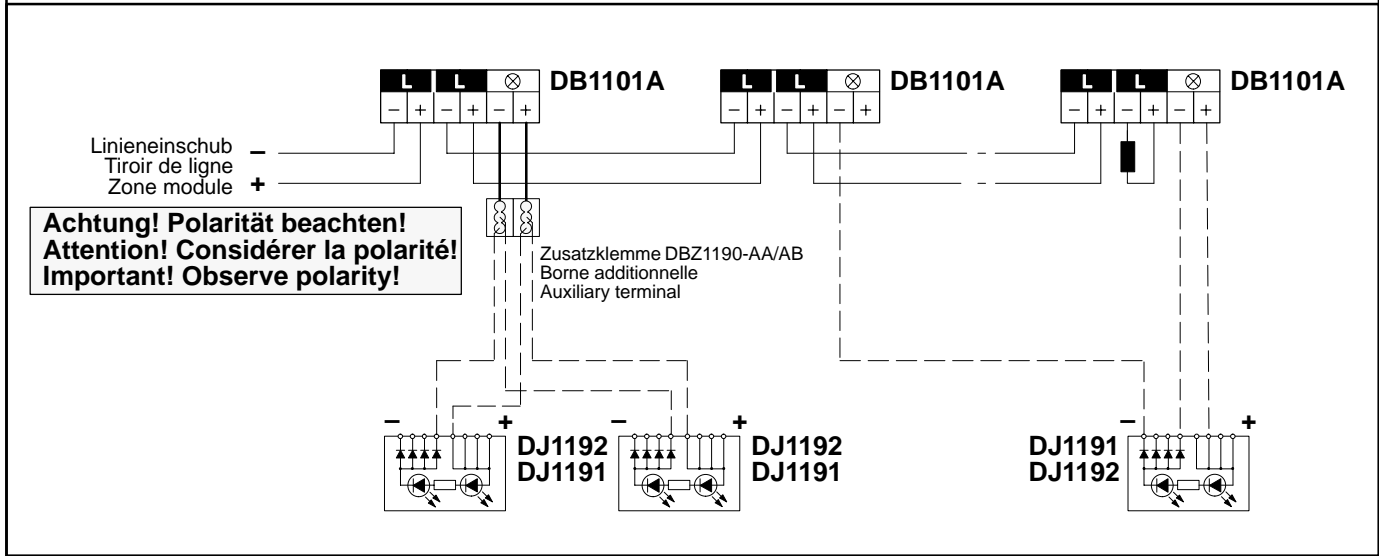 L L ⊗ DB1101A
L L ⊗ DB1101A
L L ⊗ DB1101A
– + – + – +
– + – + – +
– + – + – +
Linieneinschub –
Tiroir de ligne
Zone module +
Achtung! Polarität beachten!
Attention! Considérer la polarité!
Important! Observe polarity!
Zusatzklemme DBZ1190-AA/AB
Borne additionnelle
Auxiliary terminal
– +
DJ1192
DJ1191
– +
DJ1192
DJ1191
– +
DJ1191
DJ1192